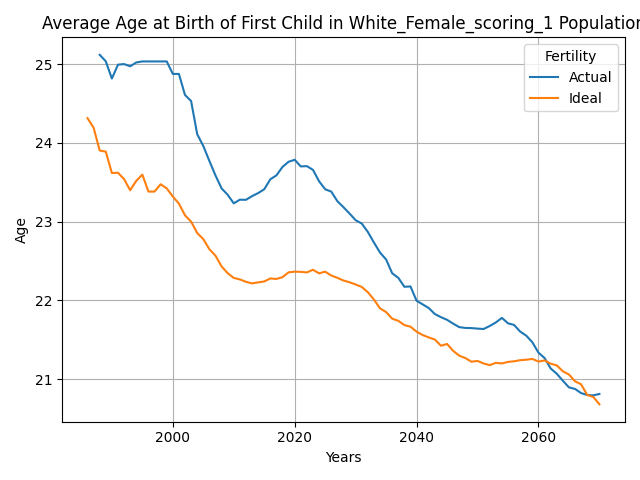 Average Age at Birth of First Child in White_Female_scoring_1 Population
Fertility
Actual
Ideal
25
24
23
22
21
Age
2000
2020
2040
2060
Years